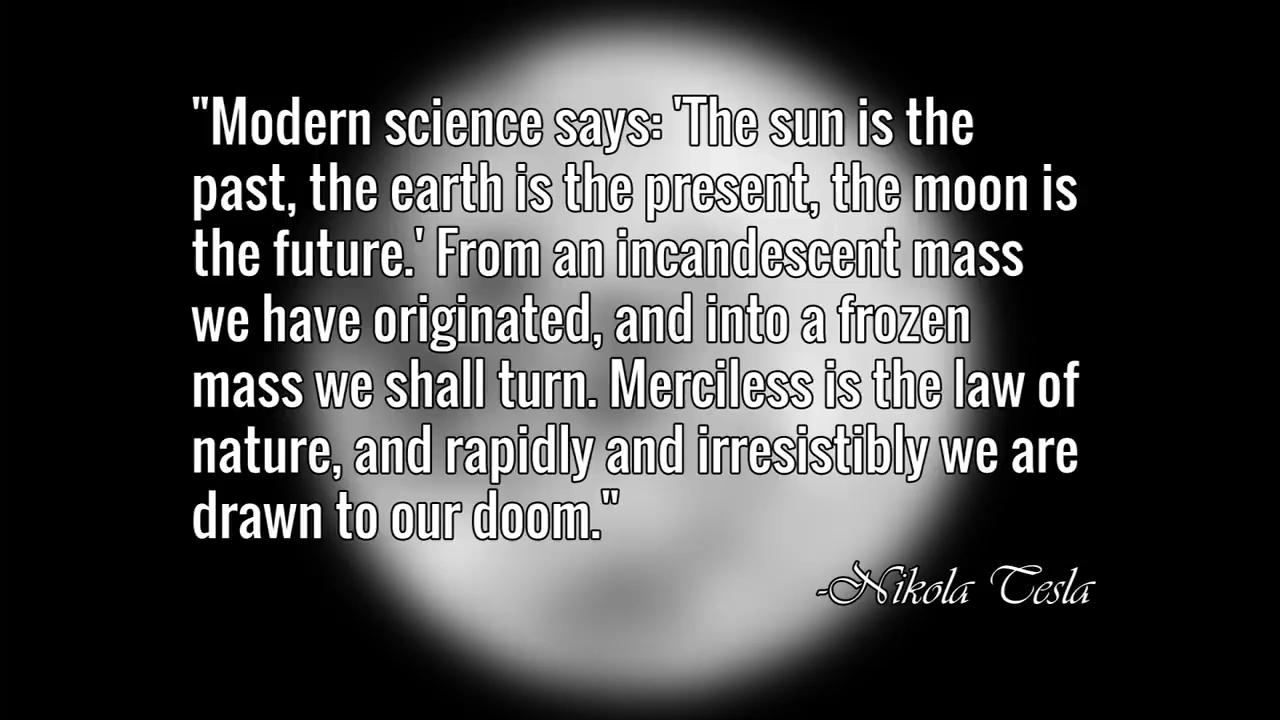 "Modern science says: 'The sun is the
past, the earth is the present, the moon is
the future.' From an incandescent mass
we have originated, and into a frozen
mass we shall turn. Merciless is the law of
nature, and rapidly and irresistibly we are
drawn to our doom."
-Nikola Tesla